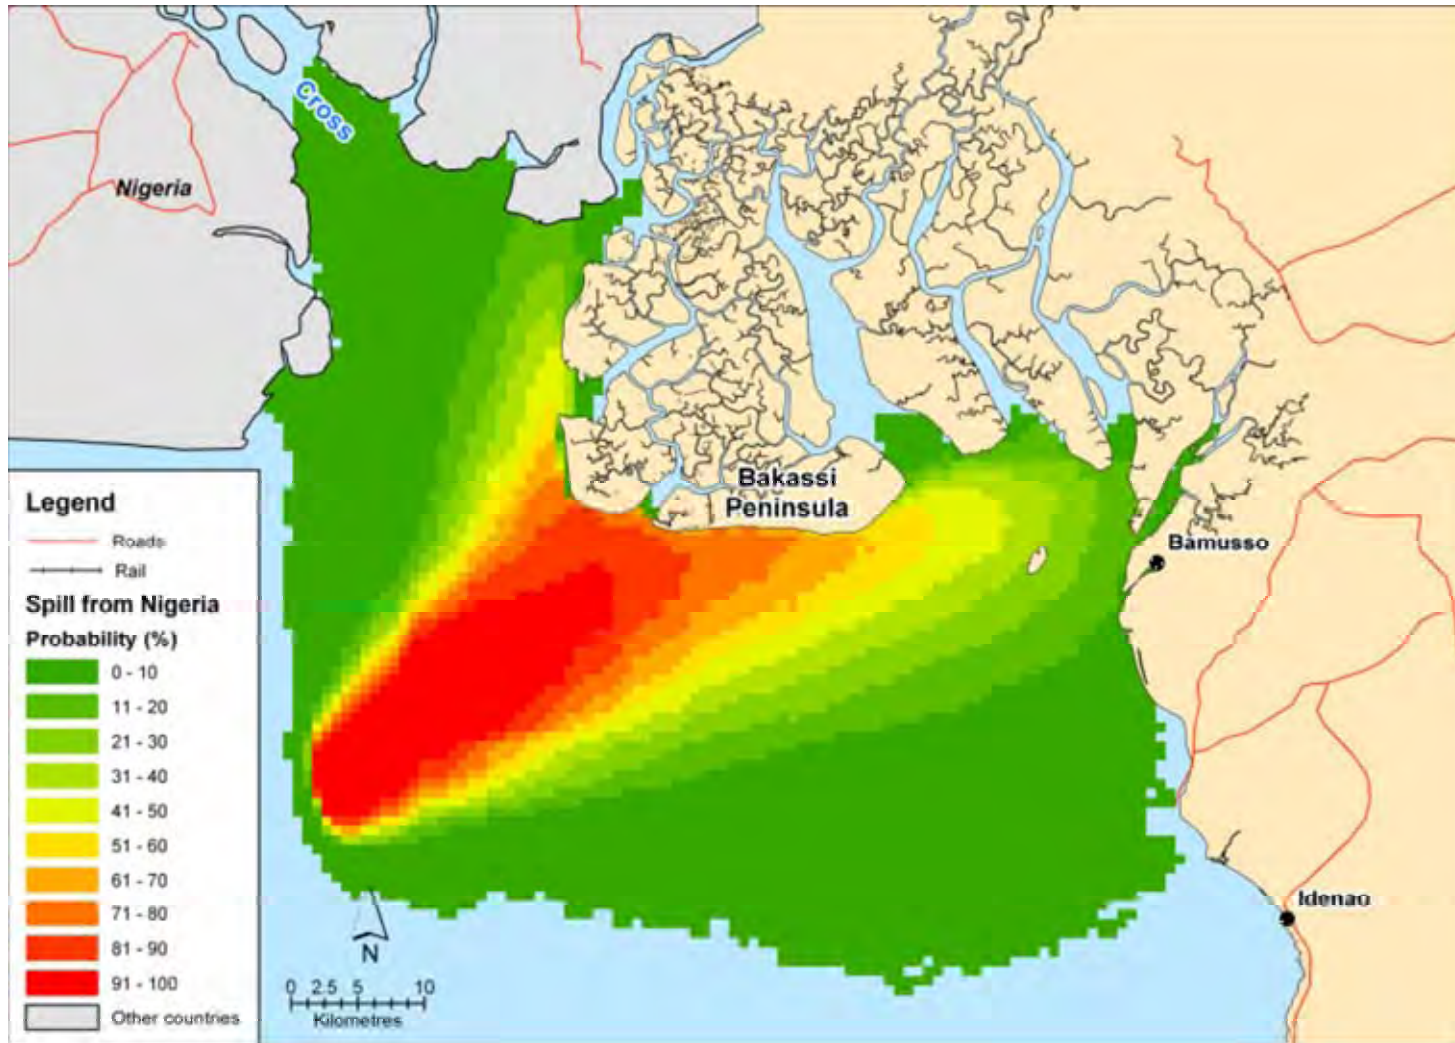 Cross
Nigeria
Bakassi
Peninsula
Bamusso
Idenao
Legend
Roads
Rail
Spill from Nigeria
Probability (%)
0 - 10
11 - 20
21 - 30
31 - 40
41 - 50
51 - 60
61 - 70
71 - 80
81 - 90
91 - 100
Other countries
N
0 2.5 5 10
Kilometres